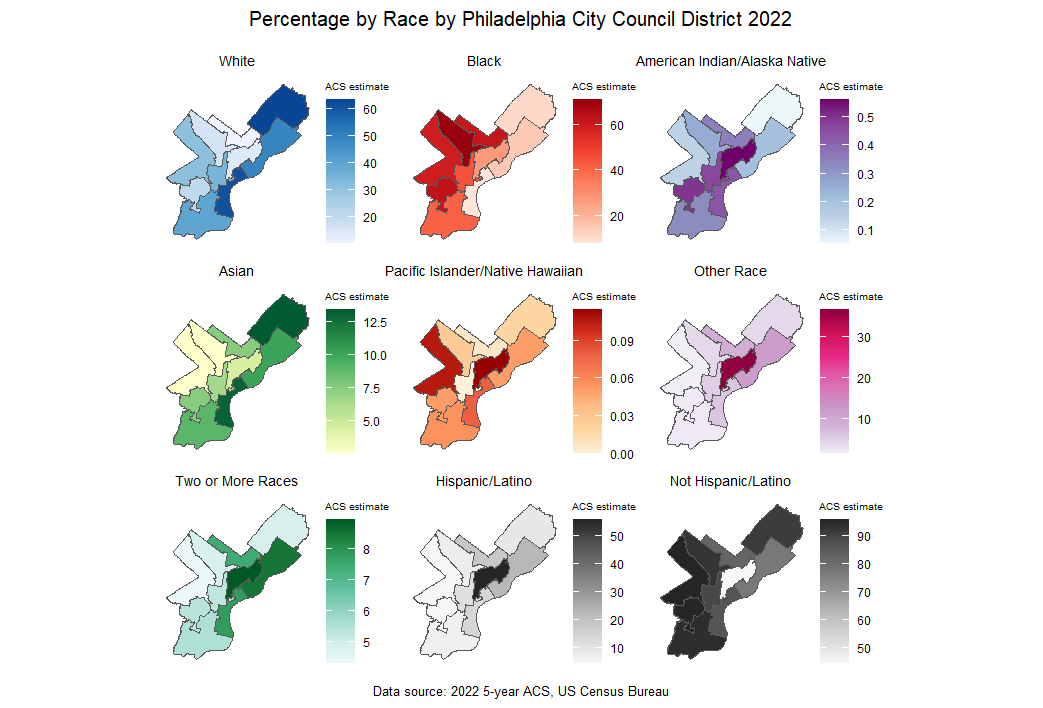 Percentage by Race by Philadelphia City Council District 2022
White
ACS estimate
60
50
40
30
20
Black
ACS estimate
60
40
20
American Indian/Alaska Native
ACS estimate
0.5
0.4
0.3
0.2
0.1
Asian
ACS estimate
12.5
10.0
7.5
5.0
Pacific Islander/Native Hawaiian
ACS estimate
0.09
0.06
0.03
0.00
Other Race
ACS estimate
30
20
10
Two or More Races
ACS estimate
8
7
6
5
Hispanic/Latino
ACS estimate
50
40
30
20
10
Not Hispanic/Latino
ACS estimate
90
80
70
60
50
Data source: 2022 5-year ACS, US Census Bureau